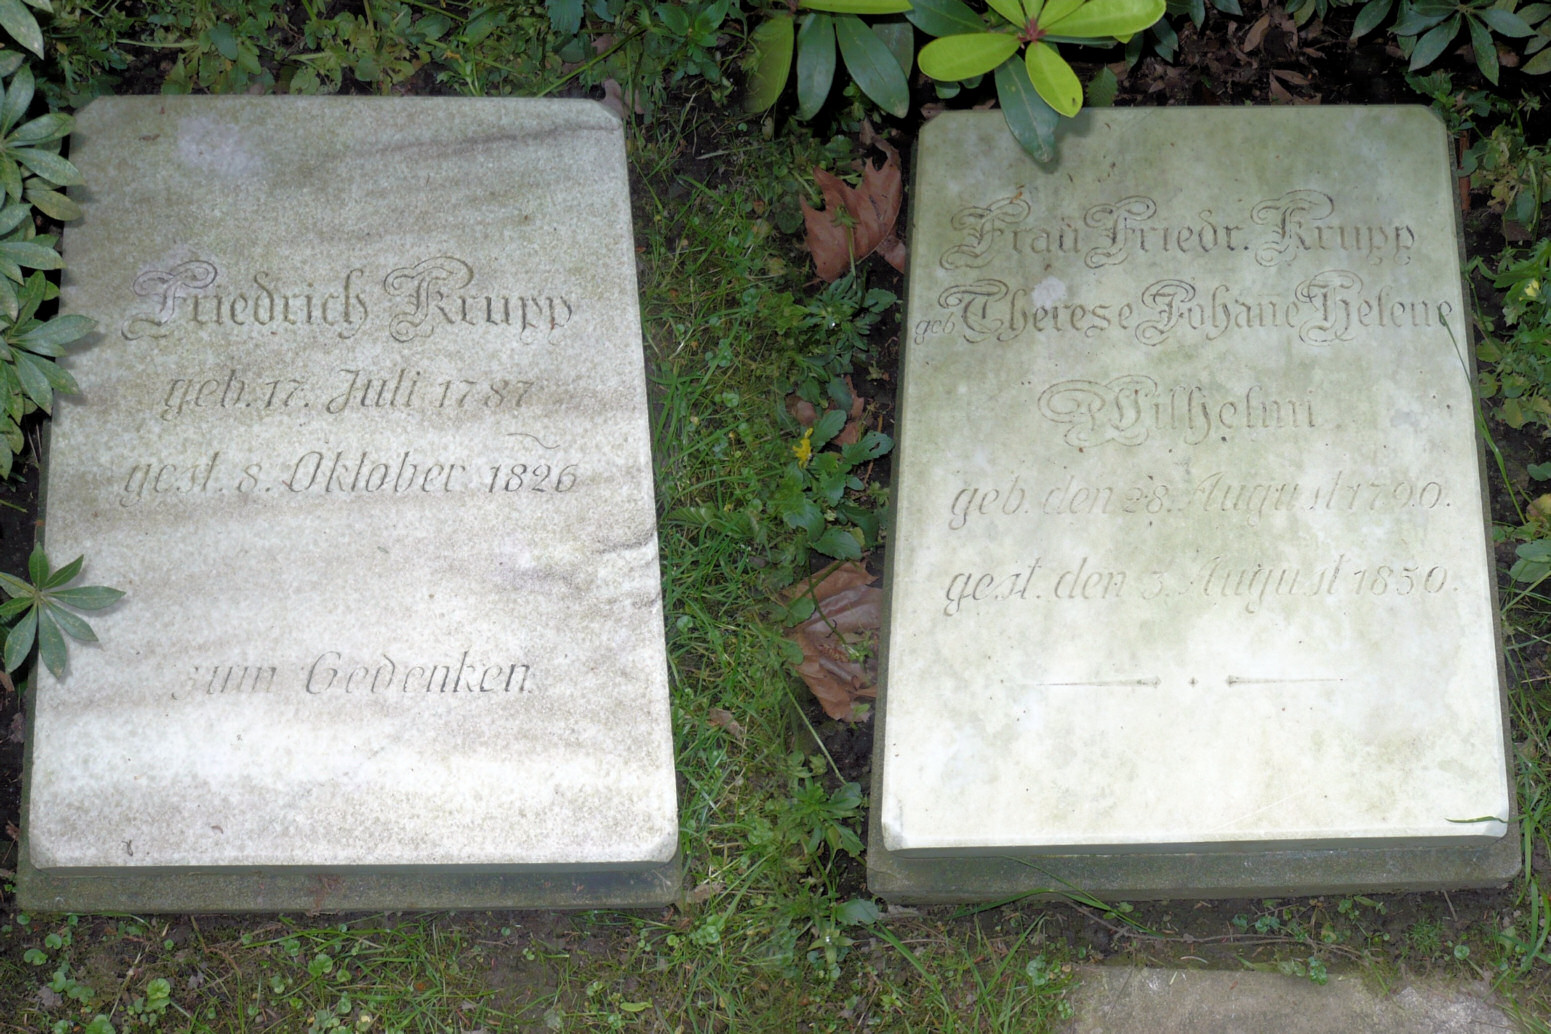 Friedrich Krupp
geb. 17. Juli 1787
gest. 8. Oktober 1826
zum Gedenken
Frau Friedr. Krupp
geb. Therese Johane Helene
Wilhelmi
geb. den 28. August 1790.
gest. den 3. August 1850.